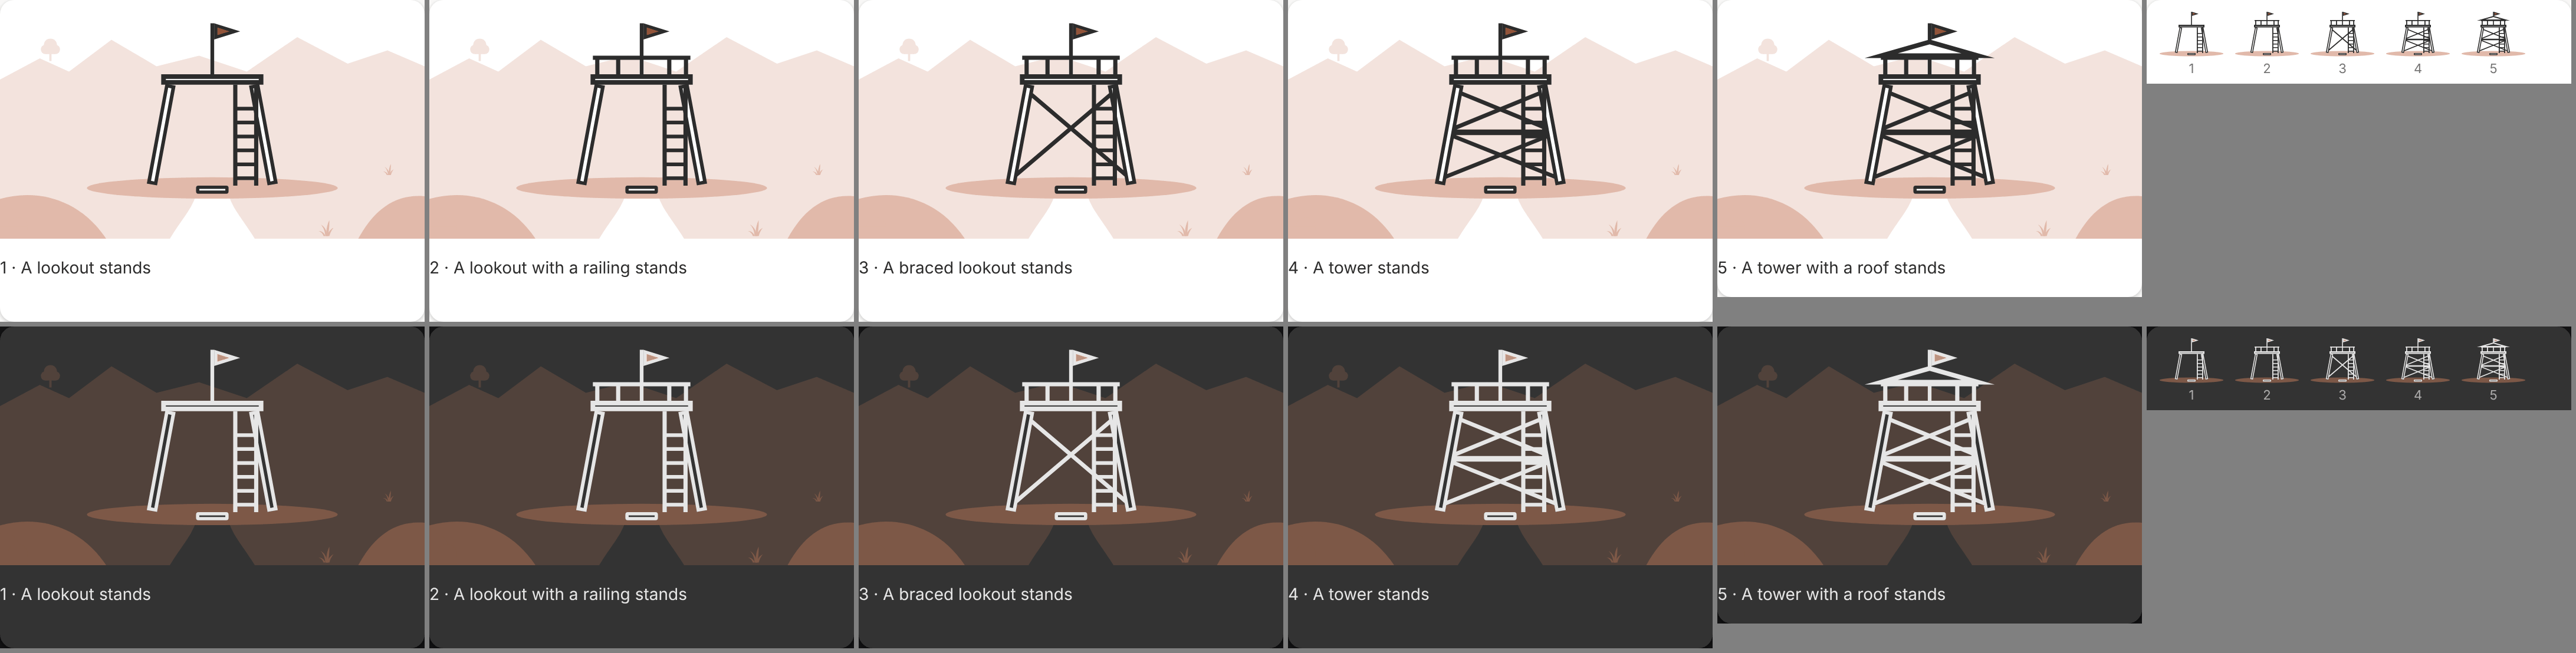 1 · A lookout stands
2 · A lookout with a railing stands
3 · A braced lookout stands
4 · A tower stands
5 · A tower with a roof stands
1 2 3 4 5
1 · A lookout stands
2 · A lookout with a railing stands
3 · A braced lookout stands
4 · A tower stands
5 · A tower with a roof stands
1 2 3 4 5